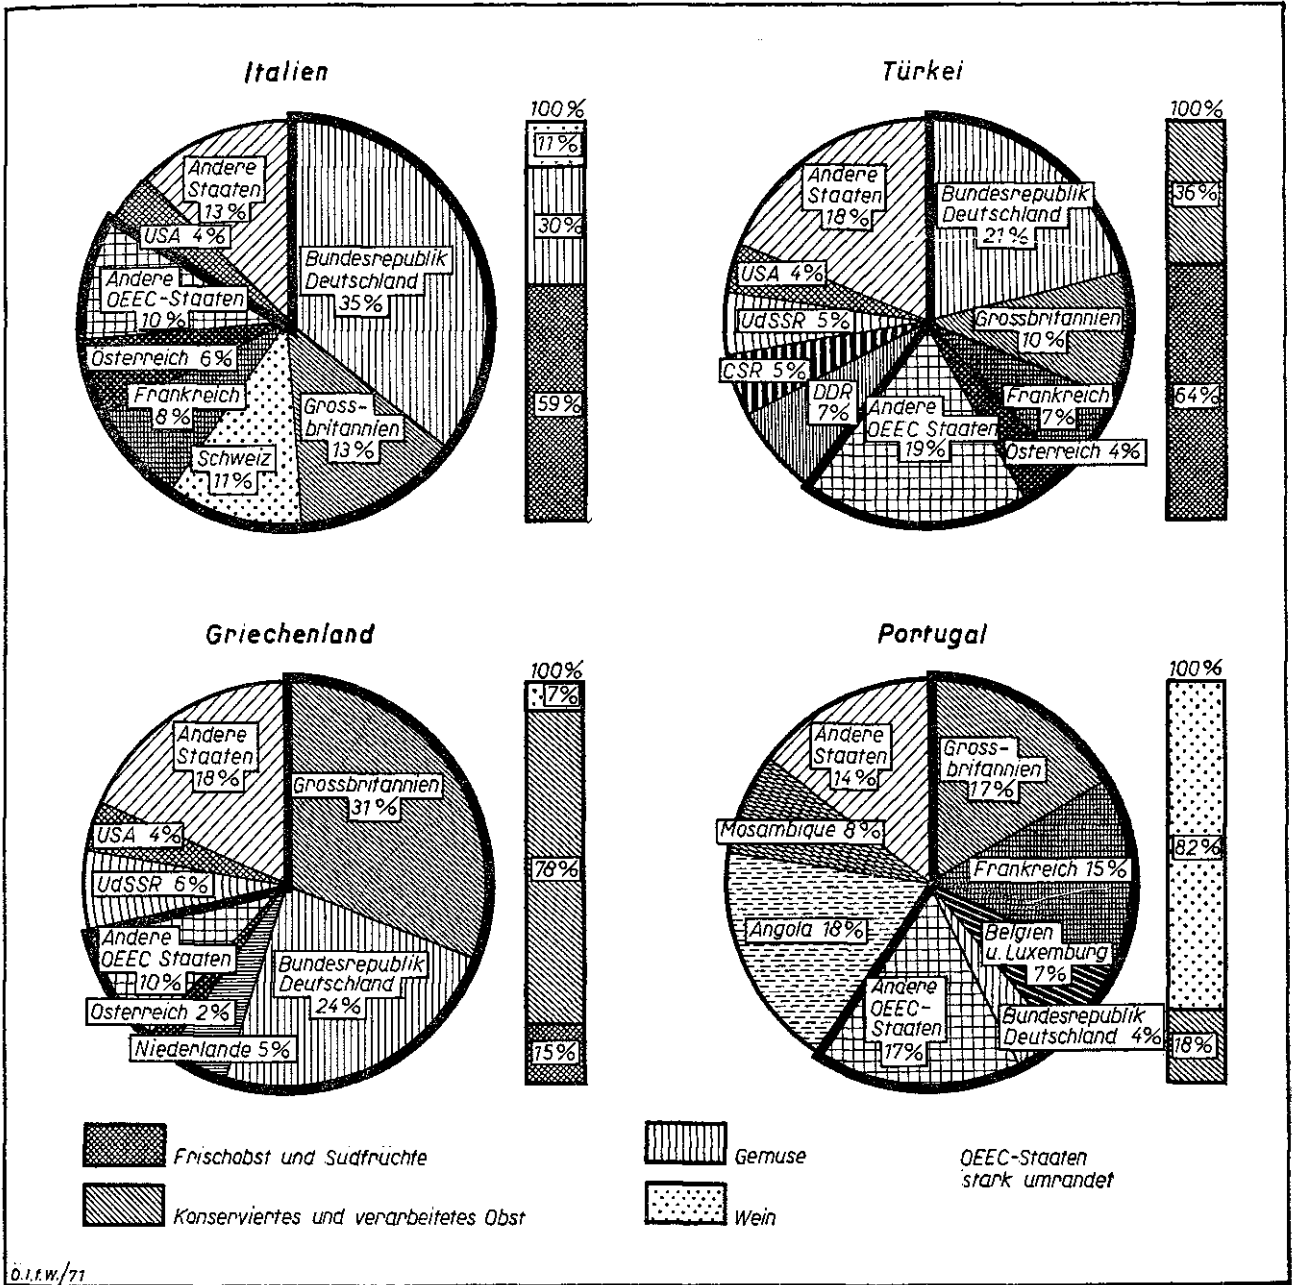 Italien
Andere
Staaten
13%
USA 4%
Andere
OEEC-Staaten
10%
Österreich 6%
Frankreich
8%
Schweiz
11%
Gross-
britannien
13%
Bundesrepublik
Deutschland
35%
100%
11%
30%
59%
Türkei
Andere
Staaten
18%
USA 4%
UdSSR 5%
CSR 5%
DDR
7%
Andere
OEEC Staaten
19%
Österreich 4%
Frankreich
7%
Grossbritannien
10%
Bundesrepublik
Deutschland
21%
100%
36%
64%
Griechenland
Andere
Staaten
18%
USA 4%
UdSSR 6%
Andere
OEEC Staaten
10%
Osterreich 2%
Niederlande 5%
Bundesrepublik
Deutschland
24%
Grossbritannien
31%
100%
7%
78%
15%
Portugal
Andere
Staaten
14%
Mosambique 8%
Angola 18%
Andere
OEEC-
Staaten
17%
Bundesrepublik
Deutschland 4%
Belgien
u. Luxemburg
7%
Frankreich 15%
Gross-
britannien
17%
100%
82%
18%
Frischobst und Sudfrüchte
Konserviertes und verarbeitetes Obst
Gemuse
Wein
OEEC-Staaten
stark umrandet
Ö.I.f.W./71